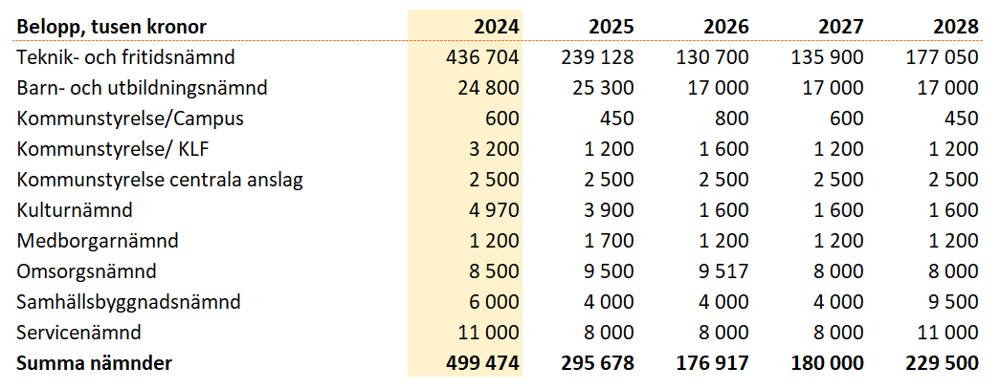 Belopp, tusen kronor 2024 2025 2026 2027 2028
Teknik- och fritidsnämnd 436 704 239 128 130 700 135 900 177 050
Barn- och utbildningsnämnd 24 800 25 300 17 000 17 000 17 000
Kommunstyrelse/Campus 600 450 800 600 450
Kommunstyrelse/ KLF 3 200 1 200 1 600 1 200 1 200
Kommunstyrelse centrala anslag 2 500 2 500 2 500 2 500 2 500
Kulturnämnd 4 970 3 900 1 600 1 600 1 600
Medborgarnämnd 1 200 1 700 1 200 1 200 1 200
Omsorgsnämnd 8 500 9 500 9 517 8 000 8 000
Samhällsbyggnadsnämnd 6 000 4 000 4 000 4 000 9 500
Servicenämnd 11 000 8 000 8 000 8 000 11 000
Summa nämnder 499 474 295 678 176 917 180 000 229 500